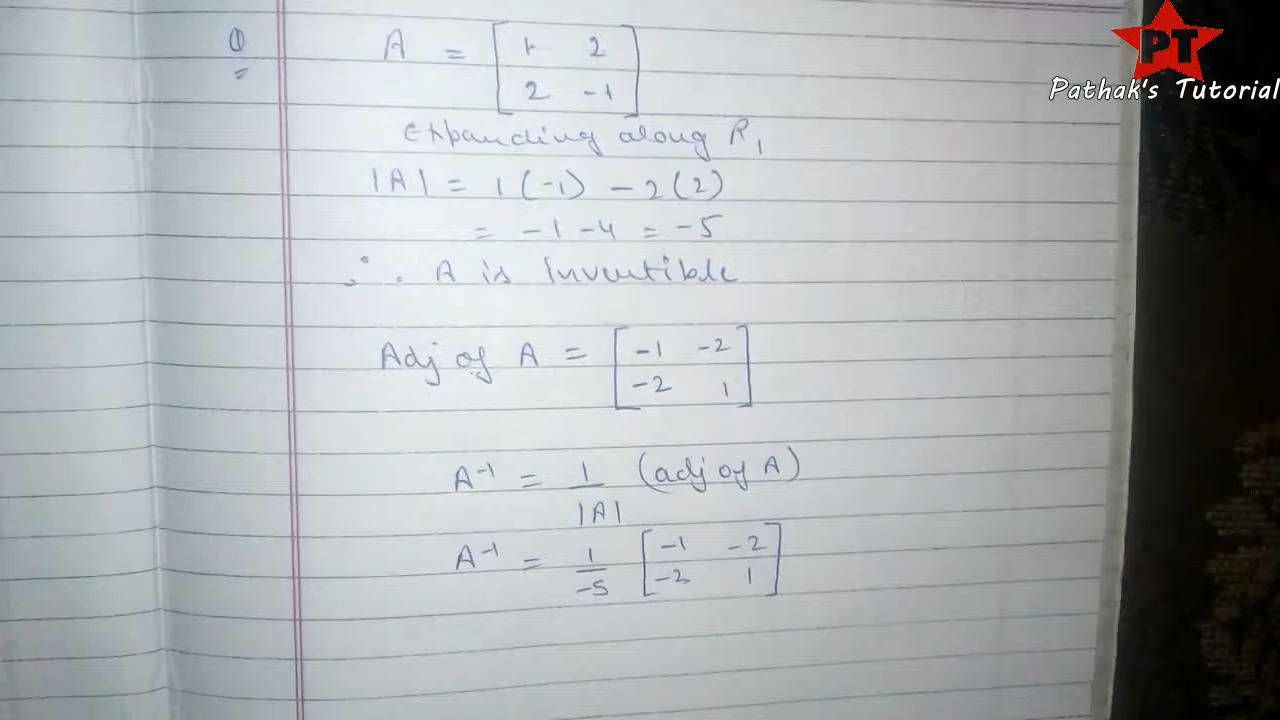 PT
Pathak's Tutorial
Q A = [1 2
2 -1]
Expanding along R₁
|A| = 1(-1) - 2(2)
= -1 -4 = -5
∴ A is Invertible
Adj of A = [-1 -2
-2 1]
A⁻¹ = 1/|A| (adj of A)
A⁻¹ = 1/-5 [-1 -2
-2 1]